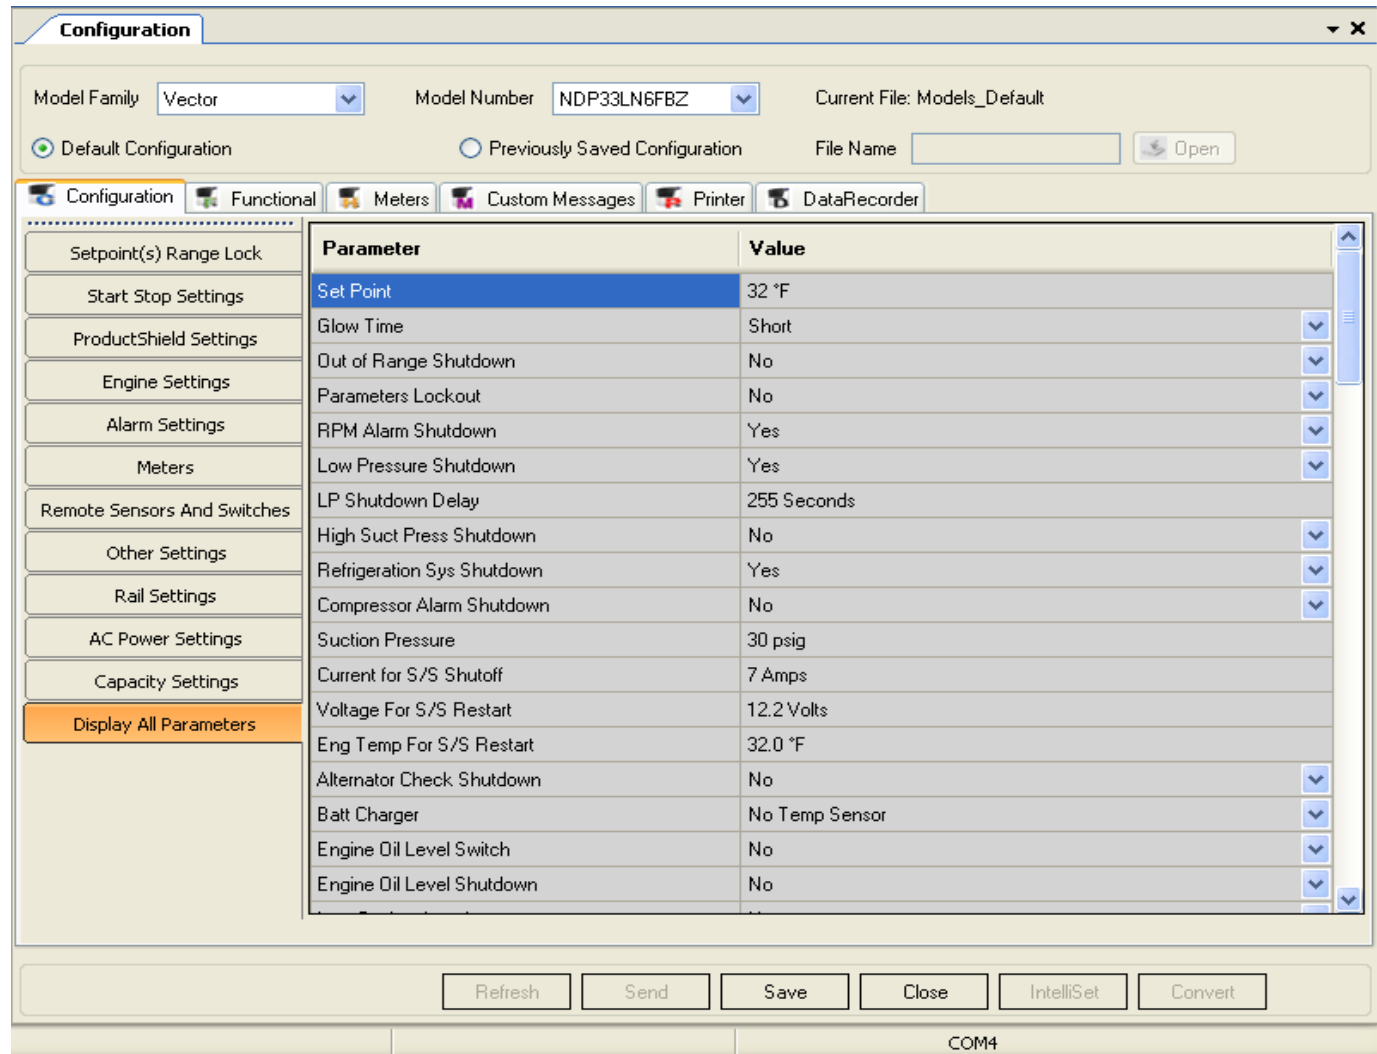 Configuration
Model Family Vector Model Number NDP33LN6FBZ Current File: Models_Default
Default Configuration Previously Saved Configuration File Name Open
Configuration Functional Meters Custom Messages Printer DataRecorder
Setpoint(s) Range Lock
Start Stop Settings
ProductShield Settings
Engine Settings
Alarm Settings
Meters
Remote Sensors And Switches
Other Settings
Rail Settings
AC Power Settings
Capacity Settings
Display All Parameters
Parameter Value
Set Point 32 °F
Glow Time Short
Out of Range Shutdown No
Parameters Lockout No
RPM Alarm Shutdown Yes
Low Pressure Shutdown Yes
LP Shutdown Delay 255 Seconds
High Suct Press Shutdown No
Refrigeration Sys Shutdown Yes
Compressor Alarm Shutdown No
Suction Pressure 30 psig
Current for S/S Shutoff 7 Amps
Voltage For S/S Restart 12.2 Volts
Eng Temp For S/S Restart 32.0 °F
Alternator Check Shutdown No
Batt Charger No Temp Sensor
Engine Oil Level Switch No
Engine Oil Level Shutdown No
Refresh Send Save Close IntelliSet Convert
COM4